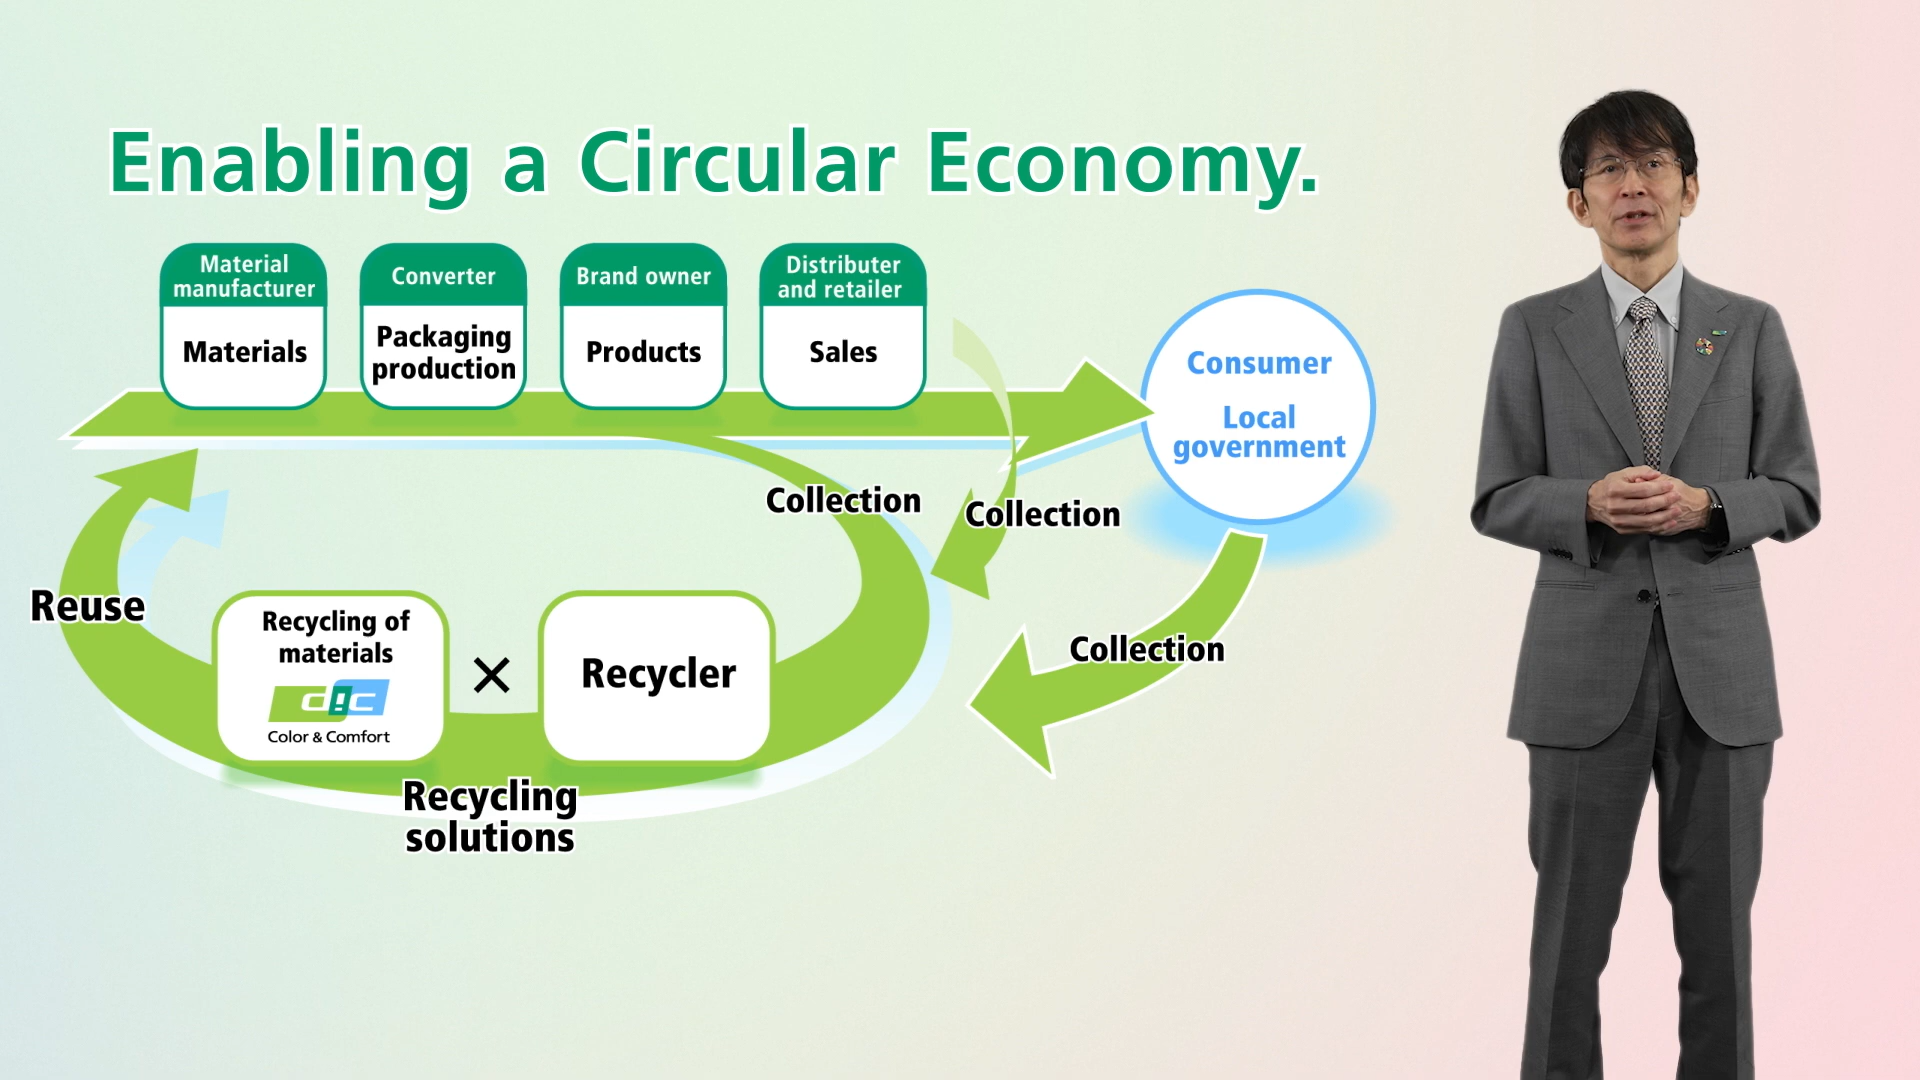 Enabling a Circular Economy.
Material
manufacturer
Materials
Converter
Packaging
production
Brand owner
Products
Distributer
and retailer
Sales
Consumer
Local
government
Collection
Collection
Collection
Reuse
Recycling of
materials
dic
Color & Comfort
×
Recycler
Recycling
solutions